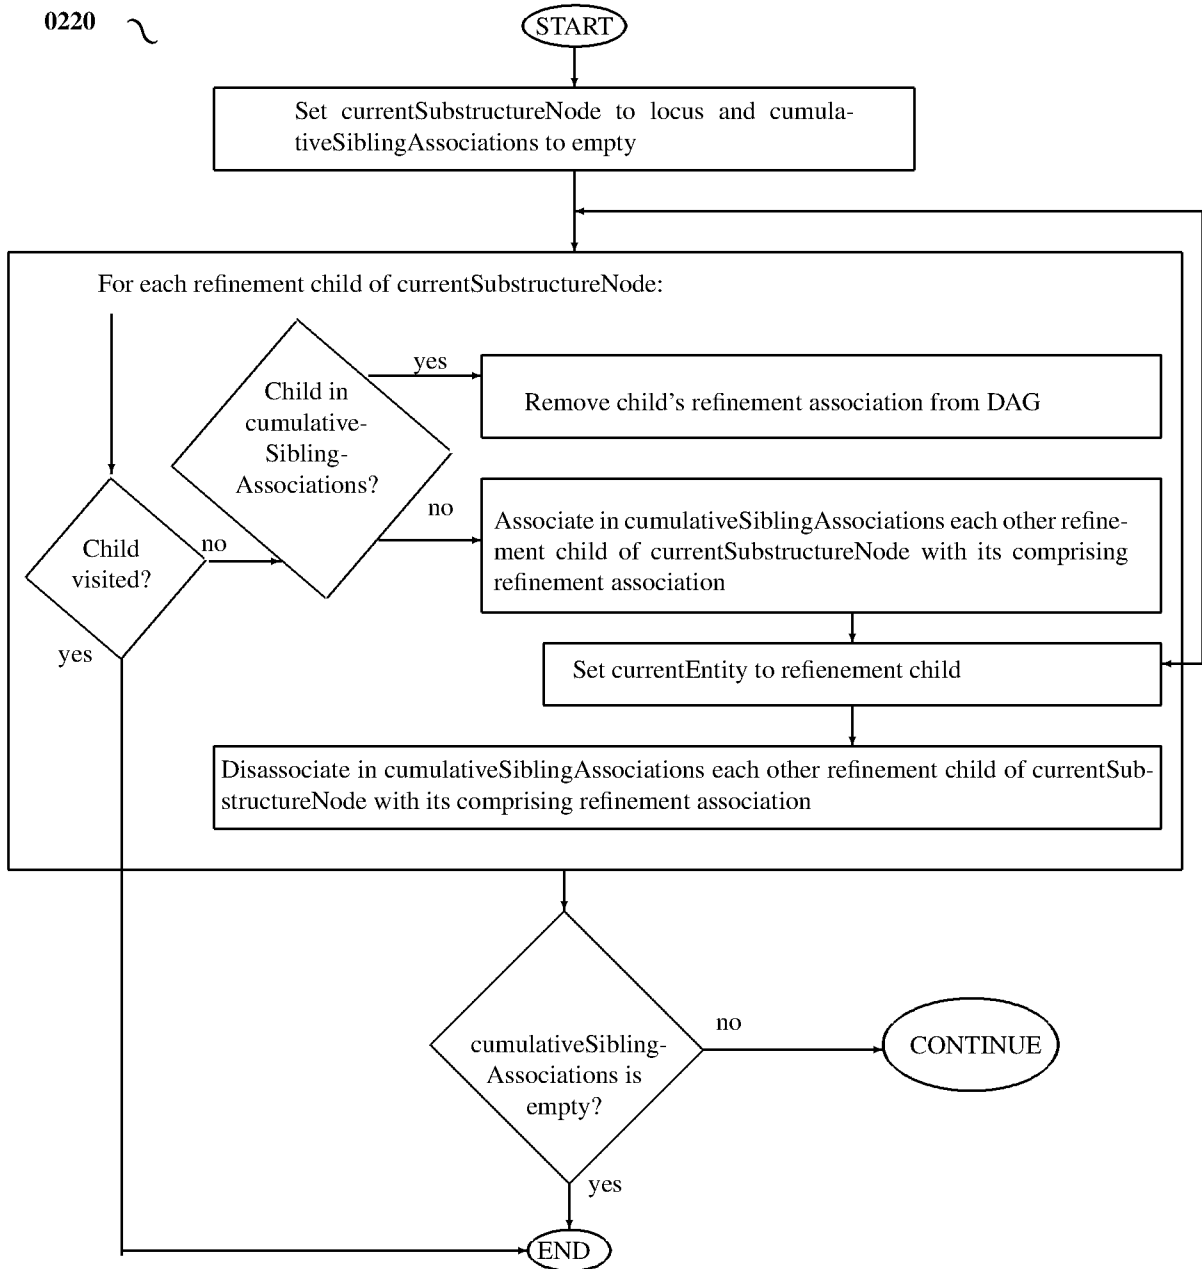 0220
START
Set currentSubstructureNode to locus and cumula-
tiveSiblingAssociations to empty
For each refinement child of currentSubstructureNode:
Child in
cumulative-
Sibling-
Associations?
yes
Remove child's refinement association from DAG
no
Associate in cumulativeSiblingAssociations each other refine-
ment child of currentSubstructureNode with its comprising
refinement association
Child
visited?
no
yes
Set currentEntity to refienement child
Disassociate in cumulativeSiblingAssociations each other refinement child of currentSub-
structureNode with its comprising refinement association
cumulativeSibling-
Associations is
empty?
no
CONTINUE
yes
END